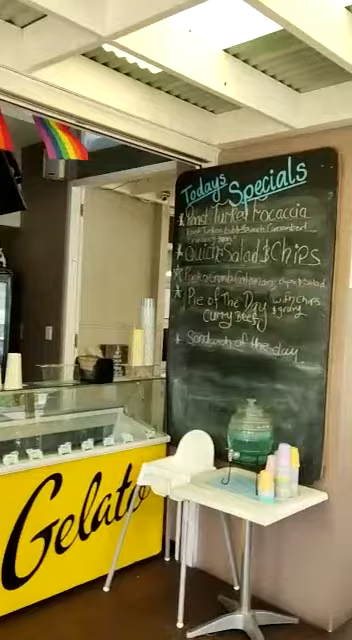 Todays Specials
Roast Turkey Focaccia
Quiche Salad & Chips
Pie of The Day with chips & gravy
Curry Beef
Sandwich of the day
Gelato